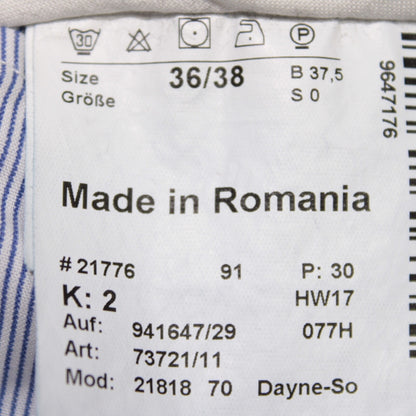 30 P
Size 36/38 B 37,5
Größe S 0
9647176
Made in Romania
# 21776 91 P: 30
K: 2 HW17
Auf: 941647/29 077H
Art: 73721/11
Mod: 21818 70 Dayne-So